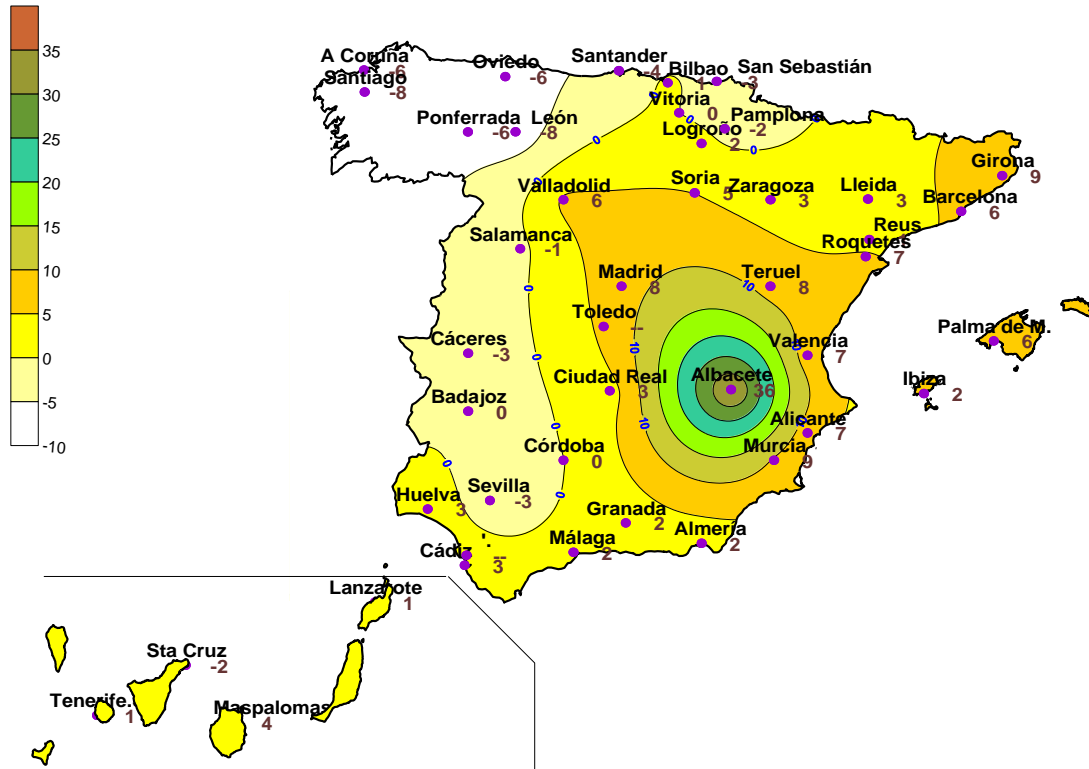 35
30
25
20
15
10
5
0
-5
-10
A Coruña -6
Santiago -8
Oviedo -6
Santander -4
Bilbao 1
San Sebastián -3
Vitoria 0
Ponferrada -6
León -8
Pamplona -2
Logroño 2
Girona 9
Valladolid 6
Soria 5
Zaragoza 3
Lleida 3
Barcelona 6
Salamanca -1
Reus
Roquetes 7
Madrid 8
Teruel 8
Toledo --
Palma de M. 6
Cáceres -3
Valencia 7
Ciudad Real 3
Albacete 36
Ibiza 2
Badajoz 0
Alicante 7
Córdoba 0
Murcia 9
Sevilla -3
Huelva 3
Granada 2
Almería 2
Cádiz --
3
Málaga 2
Lanzarote 1
Sta Cruz -2
Tenerife. 1
Maspalomas 4
0
0
0
0
0
0
0
0
0
0
10
10
10